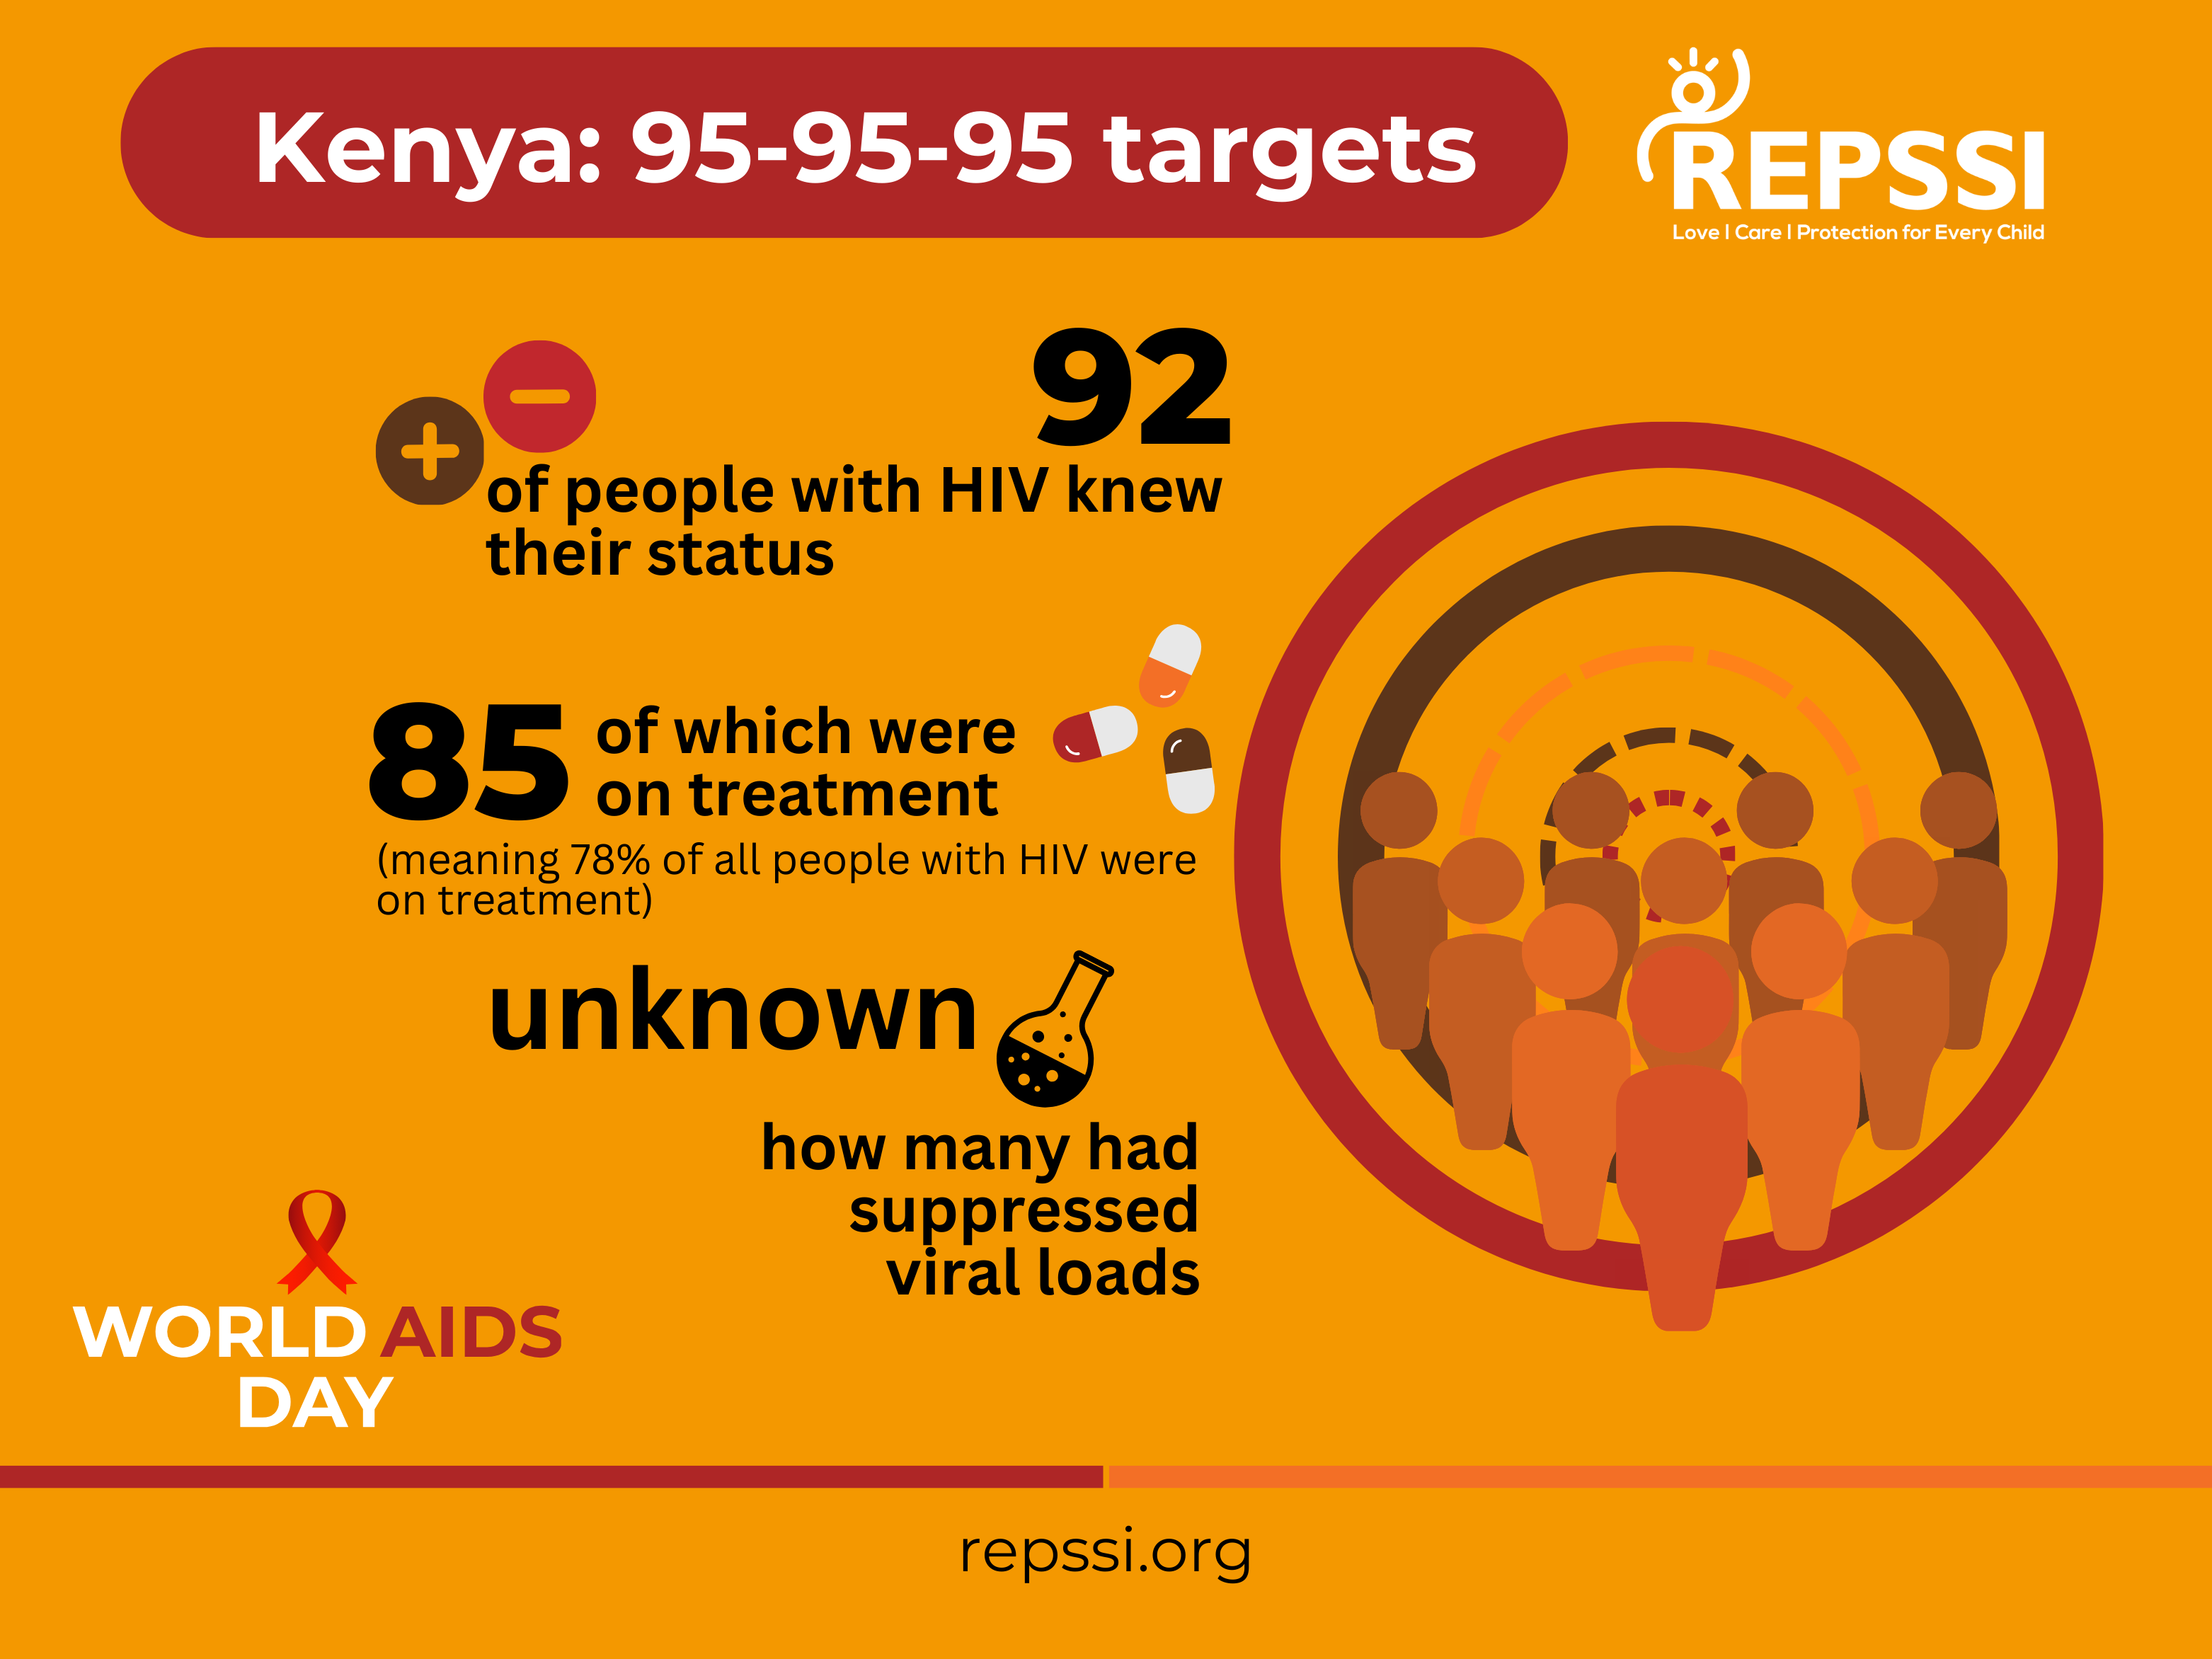 Kenya: 95-95-95 targets
REPSSI
Love | Care | Protection for Every Child
92
of people with HIV knew
their status
85
of which were
on treatment
(meaning 78% of all people with HIV were
on treatment)
unknown
how many had
suppressed
viral loads
WORLD AIDS
DAY
repssi.org